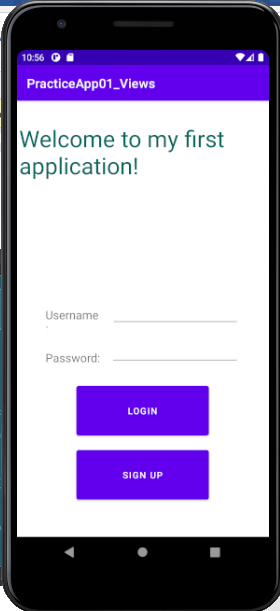 10:56
PracticeApp01_Views
Welcome to my first
application!
Username
:
Password:
LOGIN
SIGN UP